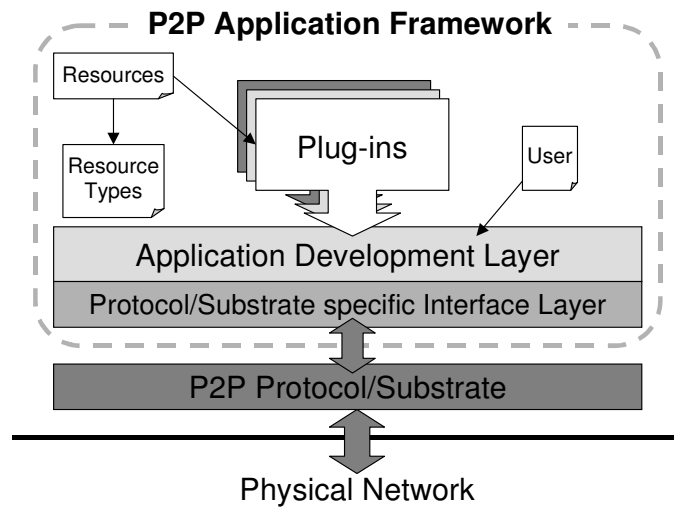 P2P Application Framework
Resources
Plug-ins
User
Resource
Types
Application Development Layer
Protocol/Substrate specific Interface Layer
P2P Protocol/Substrate
Physical Network